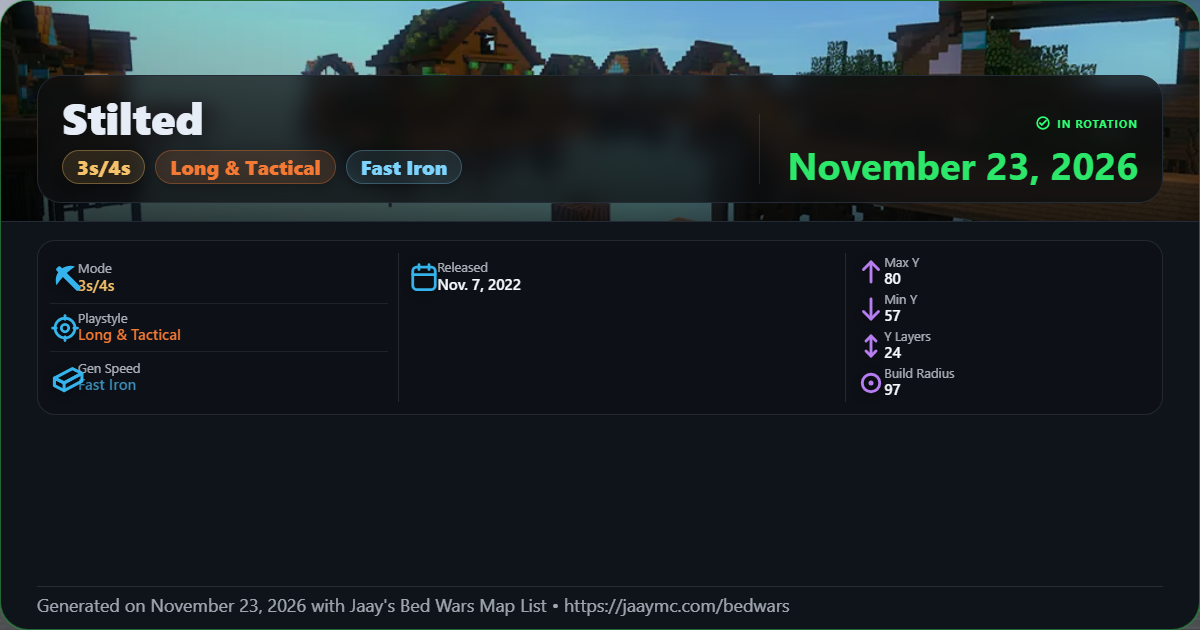 Stilted
3s/4s
Long & Tactical
Fast Iron
IN ROTATION
November 23, 2026
Mode
3s/4s
Playstyle
Long & Tactical
Gen Speed
Fast Iron
Released
Nov. 7, 2022
Max Y
80
Min Y
57
Y Layers
24
Build Radius
97
Generated on November 23, 2026 with Jaay's Bed Wars Map List • https://jaaymc.com/bedwars